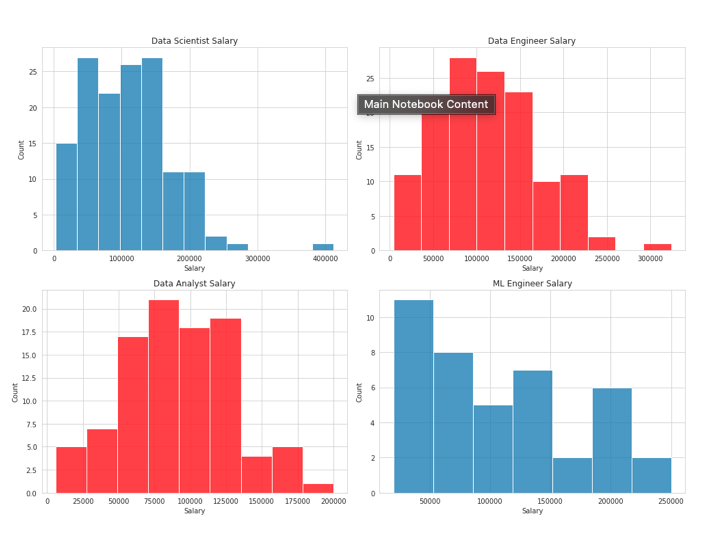 Data Scientist Salary
25
20
15
10
5
0
Count
0 100000 200000 300000 400000
Salary
Data Engineer Salary
Main Notebook Content
25
20
15
10
5
0
Count
0 50000 100000 150000 200000 250000 300000
Salary
Data Analyst Salary
20.0
17.5
15.0
12.5
10.0
7.5
5.0
2.5
0.0
Count
0 25000 50000 75000 100000 125000 150000 175000 200000
Salary
ML Engineer Salary
10
8
6
4
2
0
Count
50000 100000 150000 200000 250000
Salary